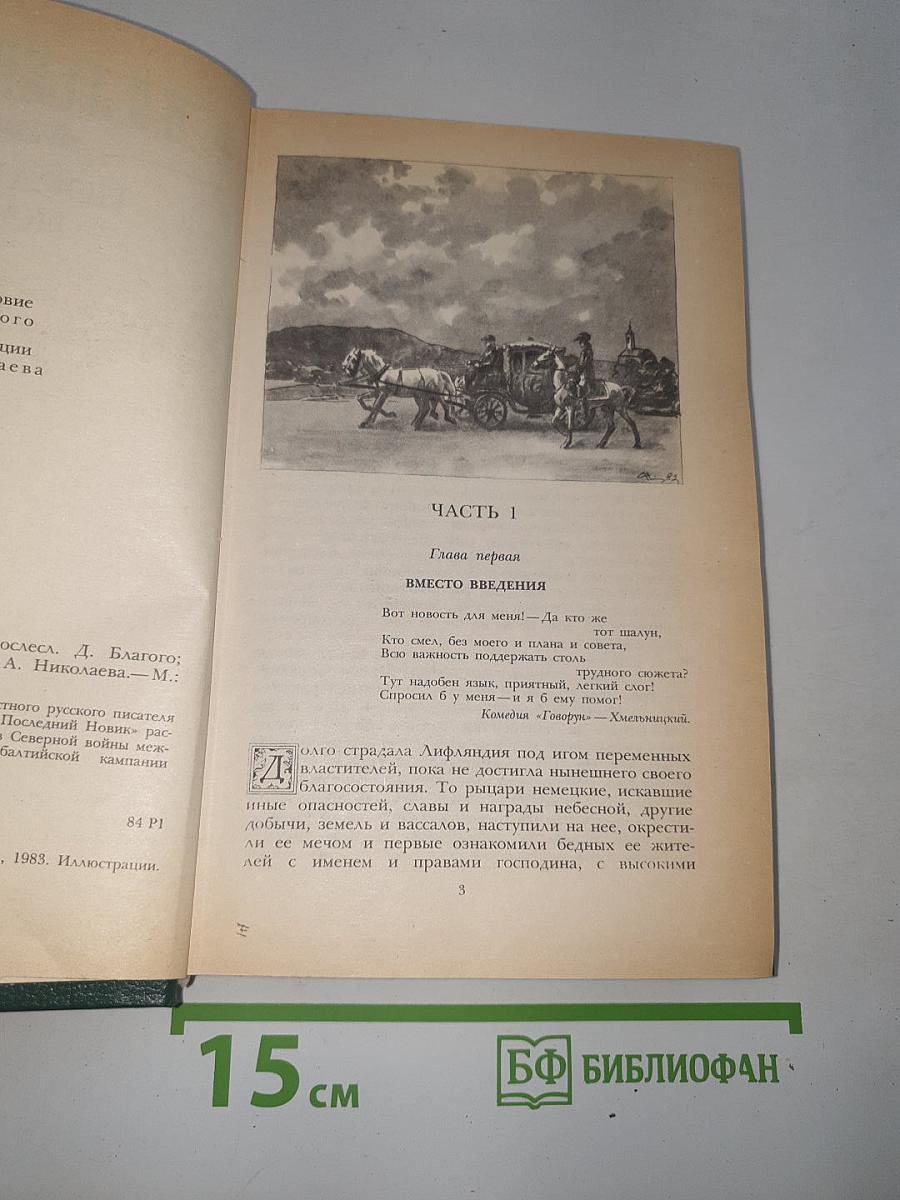 овие
ого
ции
аева
ослесл. Д. Благого;
А. Николаева.— М.:
стного русского писателя
Последний Новик» рас-
в Северной войны меж-
балтийской кампании
84 Р1
, 1983. Иллюстрации.
ЧАСТЬ 1
Глава первая
ВМЕСТО ВВЕДЕНИЯ
Вот новость для меня! — Да кто же
тот шалун,
Кто смел, без моего и плана и совета,
Всю важность поддержать столь
трудного сюжета?
Тут надобен язык, приятный, легкий слог!
Спросил б у меня — и я б ему помог!
Комедия «Говорун» — Хмельницкий.
Долго страдала Лифляндия под игом переменных
властителей, пока не достигла нынешнего своего
благосостояния. То рыцари немецкие, искавшие
иные опасностей, славы и награды небесной, другие
добычи, земель и вассалов, наступили на нее, окрести-
ли ее мечом и первые ознакомили бедных ее жите-
лей с именем и правами господина, с высокими
3
15 см
БФ БИБЛИОФАН